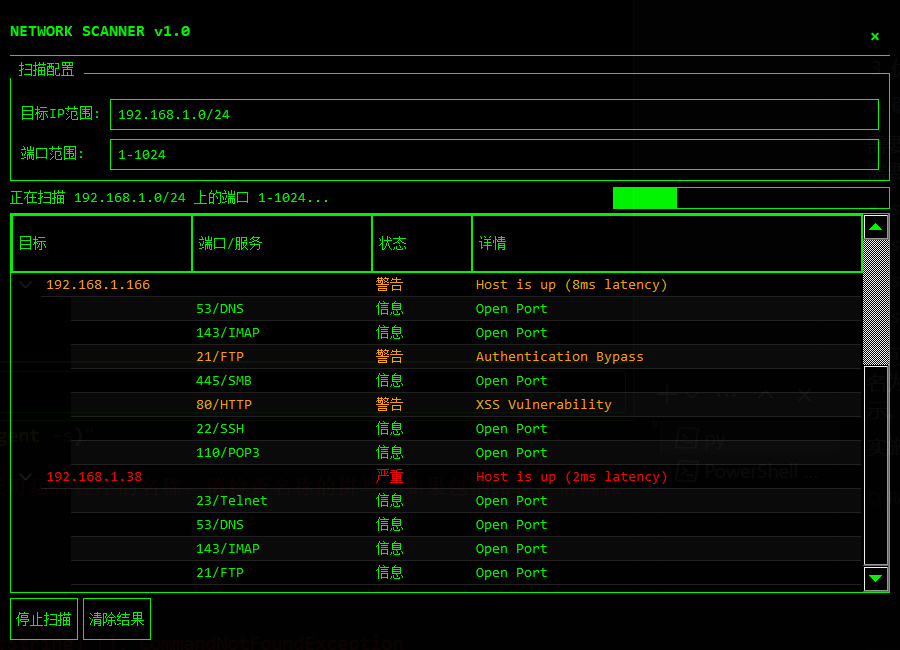 NETWORK SCANNER v1.0
×
扫描配置
目标IP范围: 192.168.1.0/24
端口范围: 1-1024
正在扫描 192.168.1.0/24 上的端口 1-1024...
目标 端口/服务 状态 详情
192.168.1.166 警告 Host is up (8ms latency)
53/DNS 信息 Open Port
143/IMAP 信息 Open Port
21/FTP 警告 Authentication Bypass
445/SMB 信息 Open Port
80/HTTP 警告 XSS Vulnerability
22/SSH 信息 Open Port
110/POP3 信息 Open Port
192.168.1.38 严重 Host is up (2ms latency)
23/Telnet 信息 Open Port
53/DNS 信息 Open Port
143/IMAP 信息 Open Port
21/FTP 信息 Open Port
停止扫描 清除结果
py
PowerShell
CommandNotFoundException